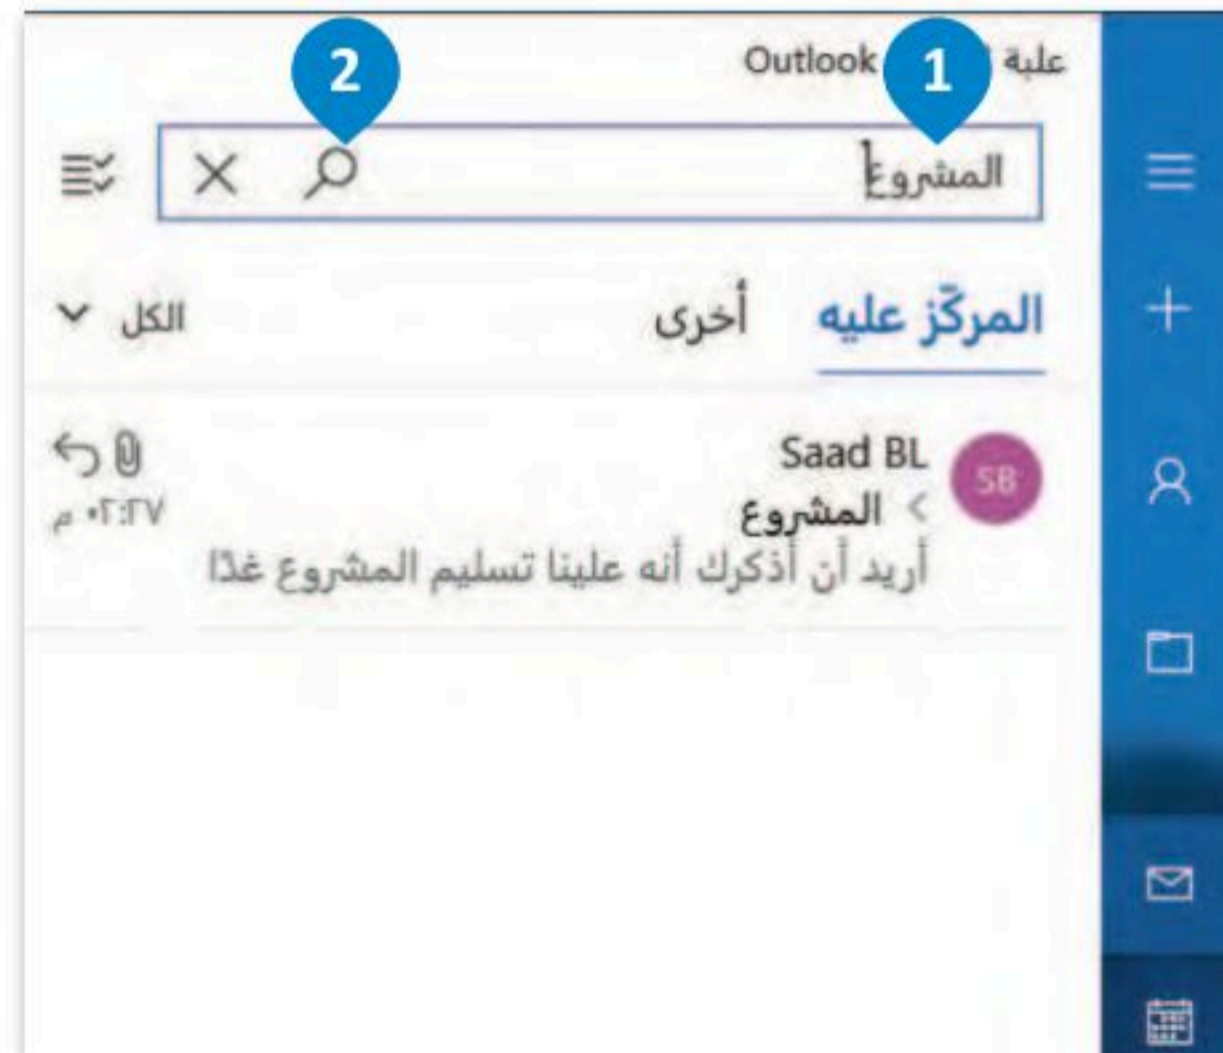 علبة Outlook
1
2
المشروع
المركّز عليه
أخرى
الكل
SB
Saad BL
المشروع
٠٢:٢٧ م
أريد أن أذكرك أنه علينا تسليم المشروع غدًا